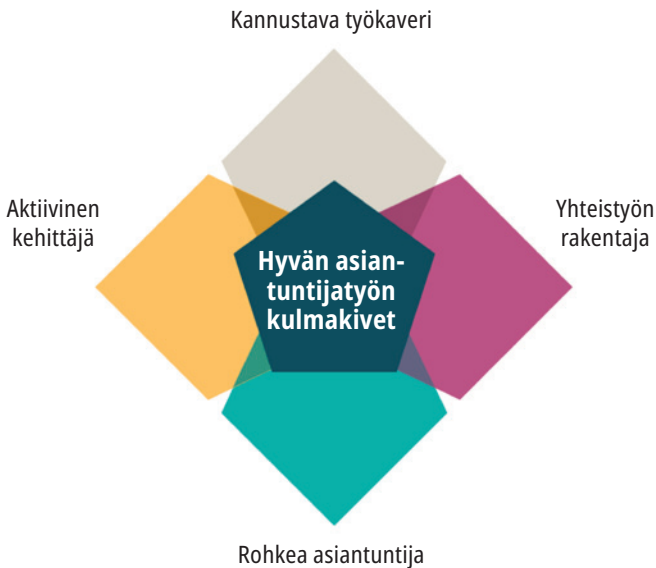 Kannustava työkaveri
Aktiivinen
kehittäjä
Yhteistyön
rakentaja
Hyvän asian-
tuntijatyön
kulmakivet
Rohkea asiantuntija